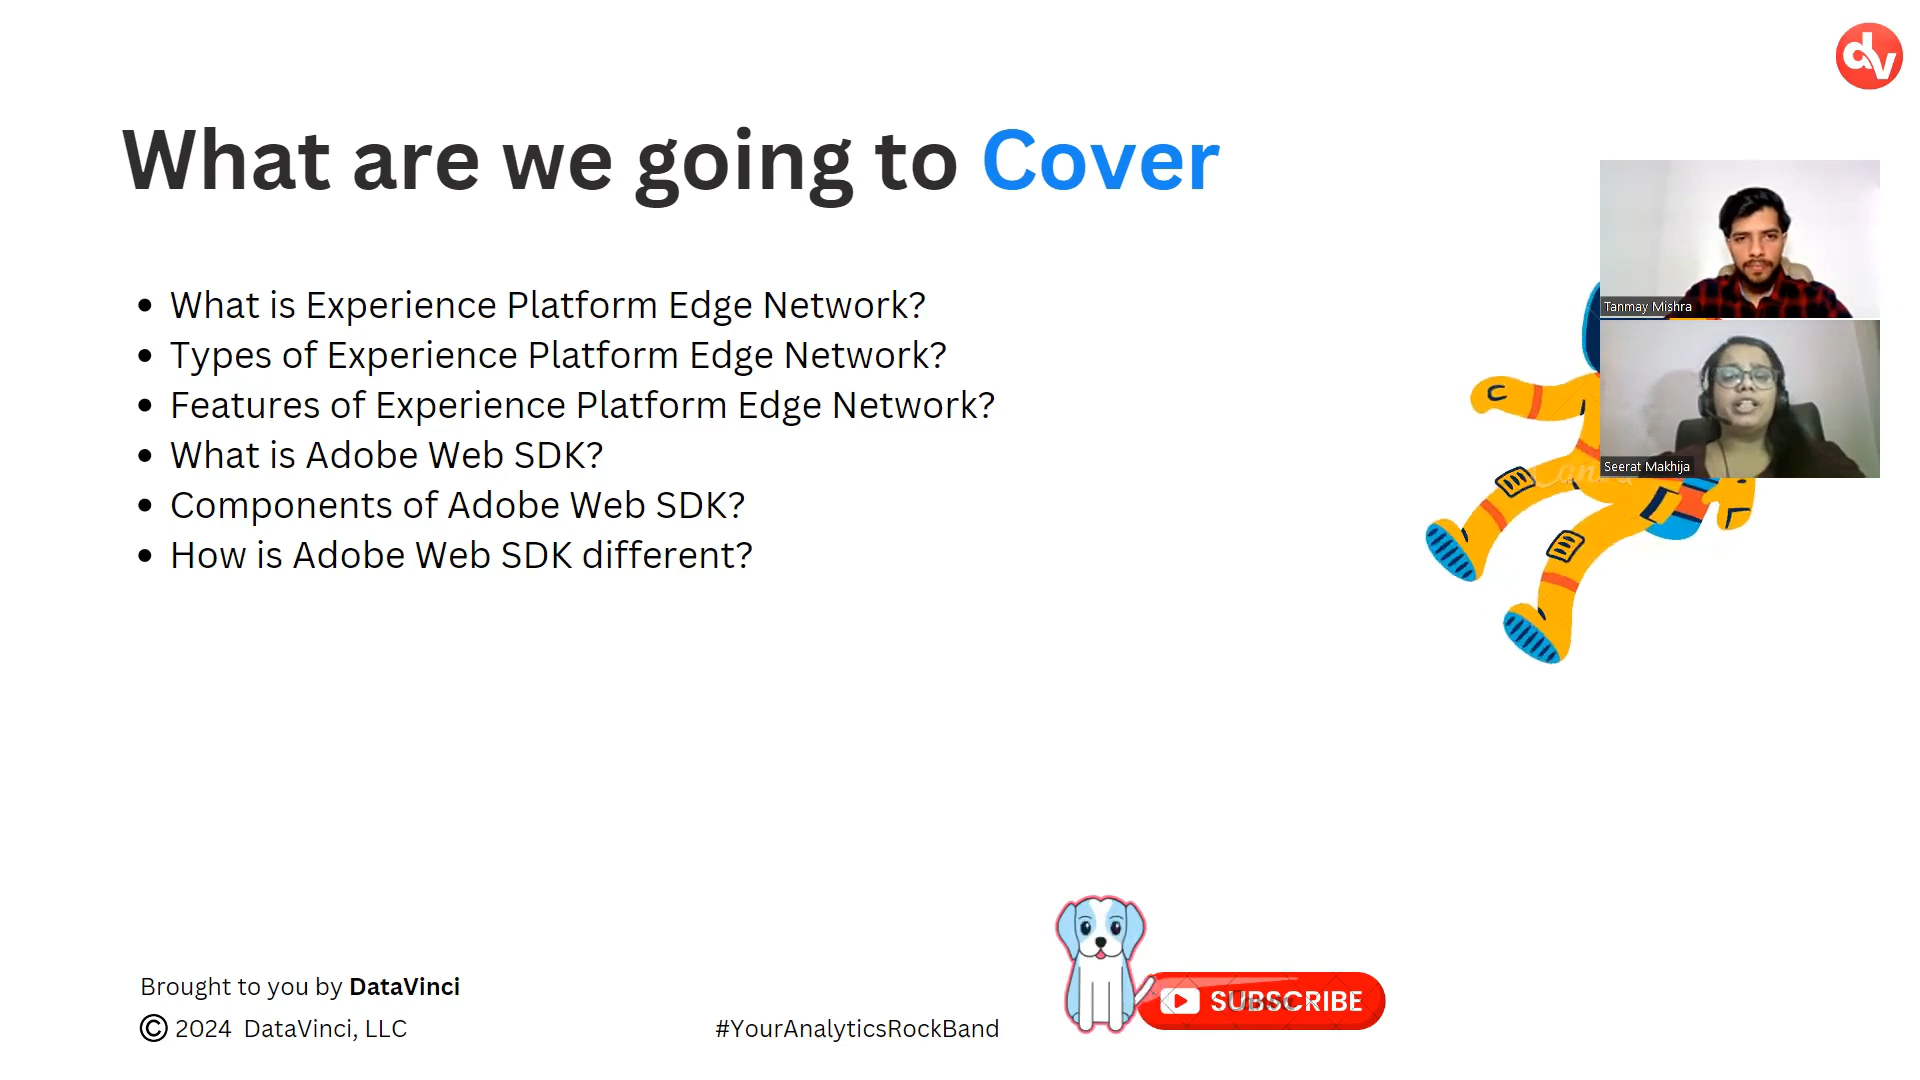 dv
What are we going to Cover
• What is Experience Platform Edge Network?
• Types of Experience Platform Edge Network?
• Features of Experience Platform Edge Network?
• What is Adobe Web SDK?
• Components of Adobe Web SDK?
• How is Adobe Web SDK different?
Tanmay Mishra
Seerat Makhija
SUBSCRIBE
Brought to you by DataVinci
© 2024 DataVinci, LLC
#YourAnalyticsRockBand